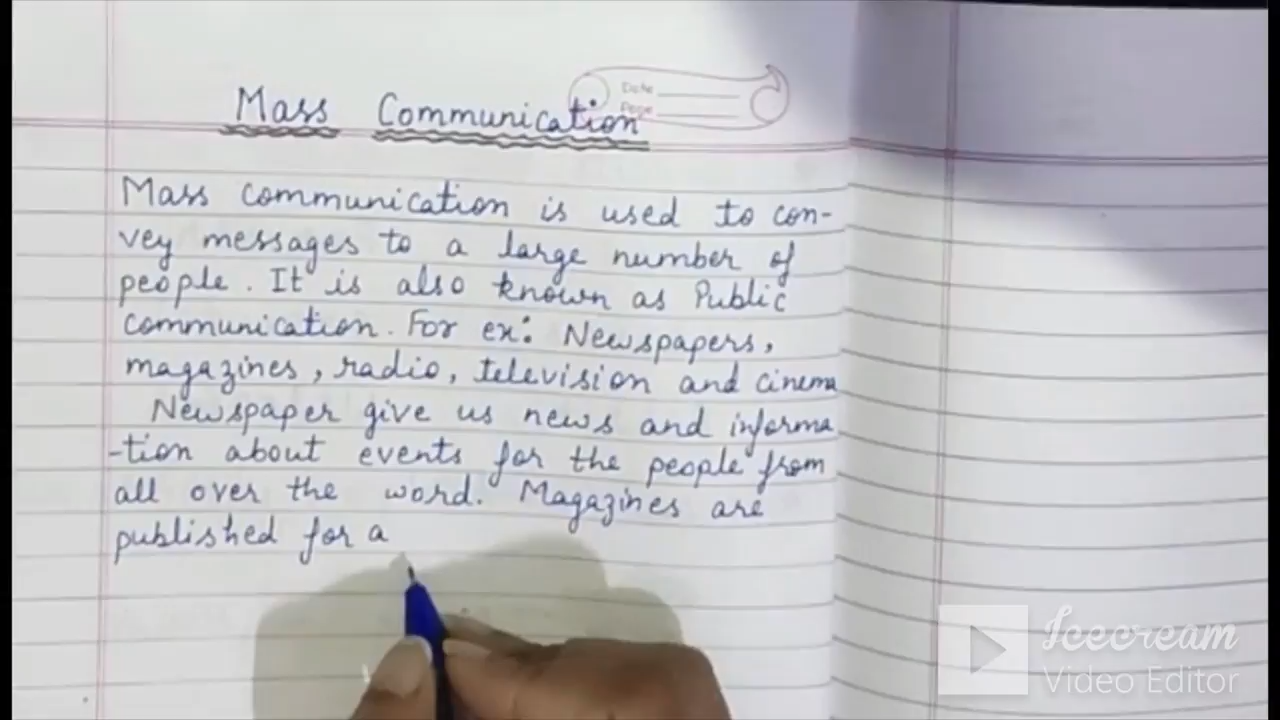 Date
Page
Mass Communication
Mass communication is used to con-
vey messages to a large number of
people. It is also known as Public
communication. For ex: Newspapers,
magazines, radio, television and cinema
Newspaper give us news and informa
-tion about events for the people from
all over the word. Magazines are
published for a
Icecream
Video Editor